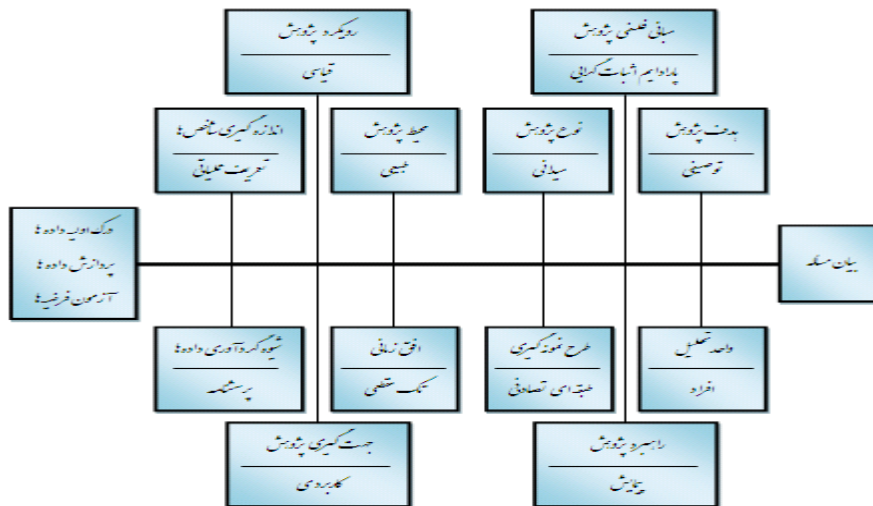 مبانی فلسفی پژوهش
پارادایم اثبات گرایی
رویکرد پژوهش
قیاسی
هدف پژوهش
توصیفی
نوع پژوهش
میدانی
محیط پژوهش
طبیعی
اندازه گیری شاخص‌ها
تعریف عملیاتی
بیان مسئله
درک اولیه داده‌ها
پردازش داده‌ها
آزمون فرضیه‌ها
واحد تحلیل
افراد
طرح نمونه گیری
طبقه ای تصادفی
افق زمانی
تک مقطعی
شیوه گردآوری داده‌ها
پرسشنامه
راهبرد پژوهش
پیمایش
جهت گیری پژوهش
کاربردی